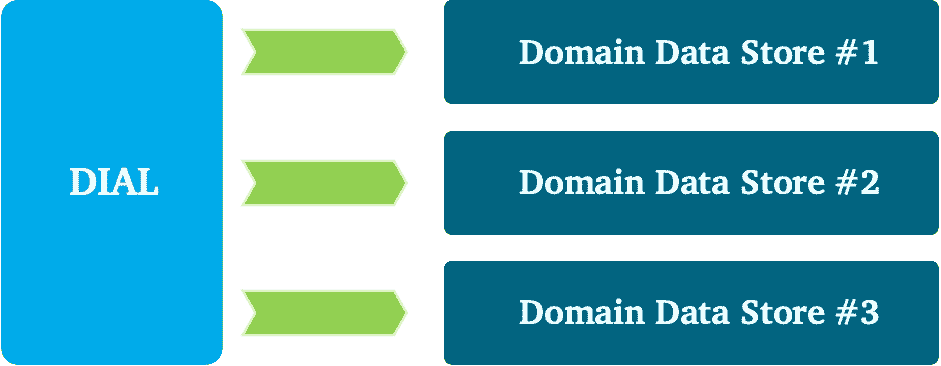 DIAL
Domain Data Store #1
Domain Data Store #2
Domain Data Store #3